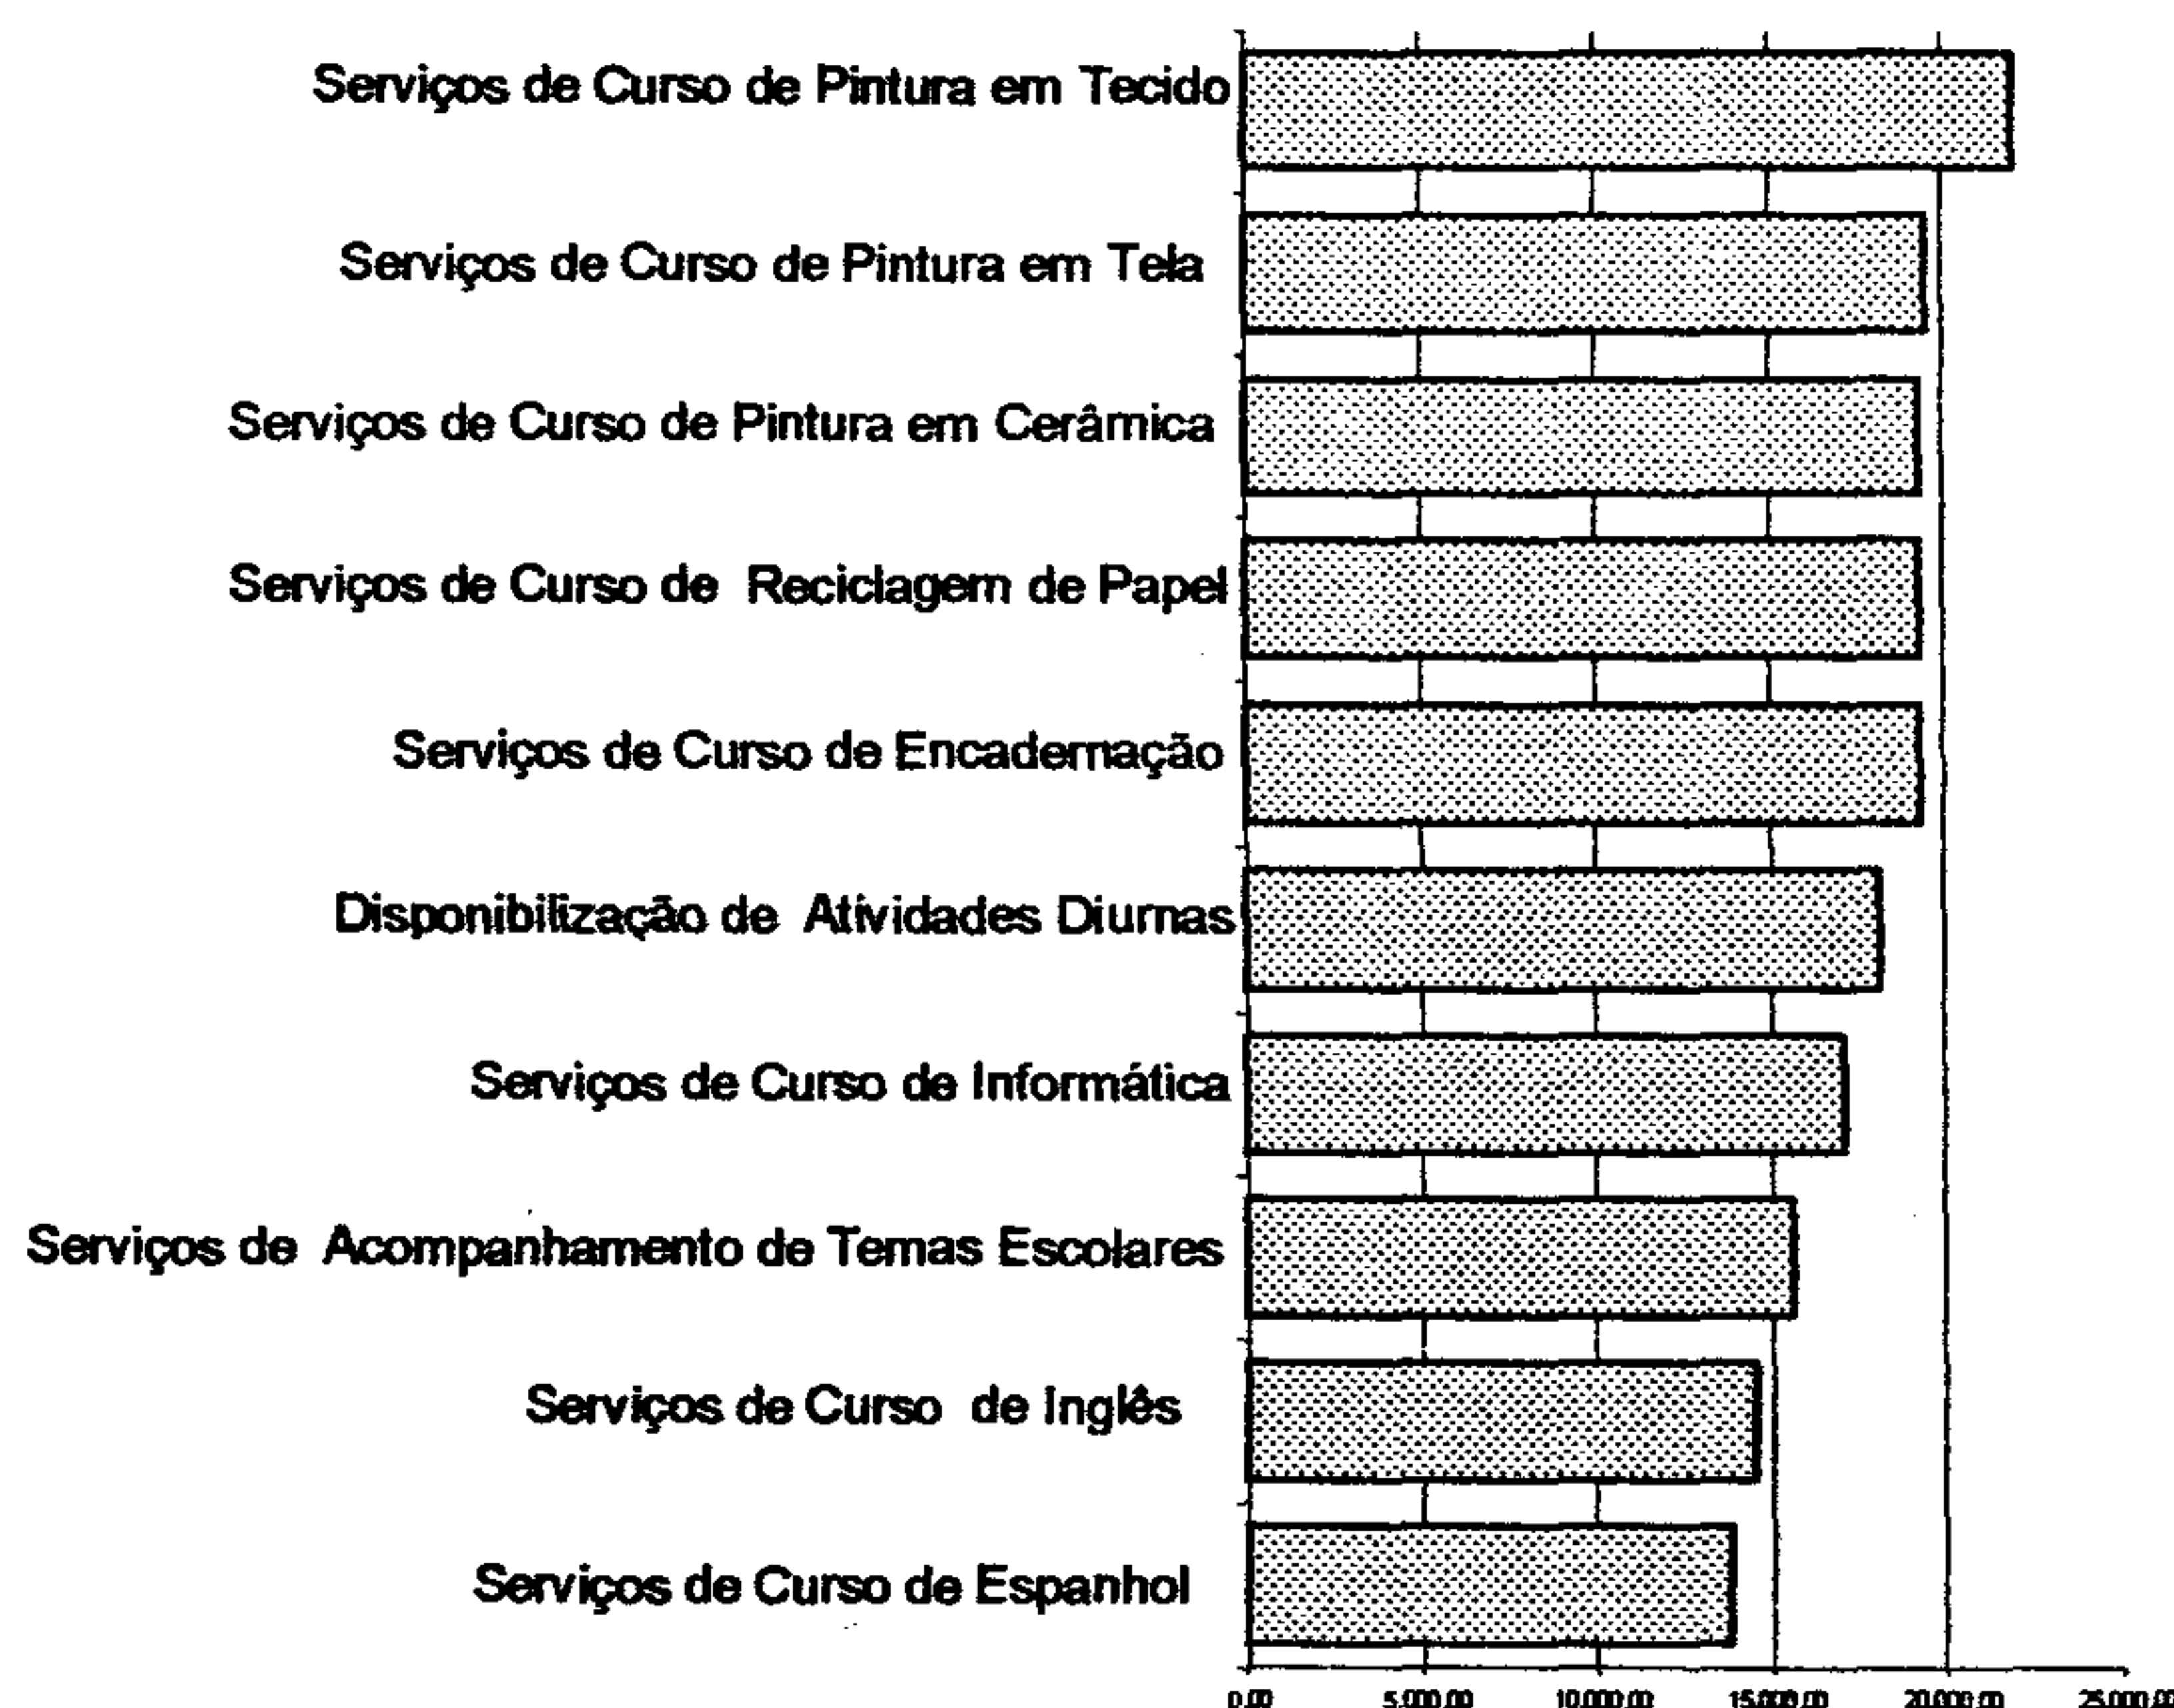 Serviços de Curso de Pintura em Tecido
Serviços de Curso de Pintura em Tela
Serviços de Curso de Pintura em Cerâmica
Serviços de Curso de Reciclagem de Papel
Serviços de Curso de Encadernação
Disponibilização de Atividades Diurnas
Serviços de Curso de Informática
Serviços de Acompanhamento de Temas Escolares
Serviços de Curso de Inglês
Serviços de Curso de Espanhol
0,00 5.000,00 10.000,00 15.000,00 20.000,00 25.000,00